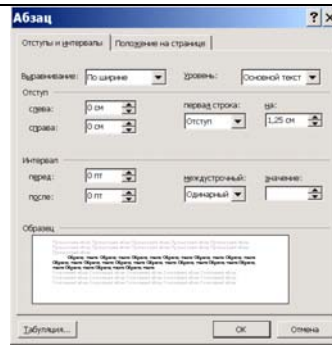 Абзац
Отступы и интервалы Положение на странице
Выравнивание: По ширине Уровень: Основной текст
Отступ
слева: 0 см первая строка: на:
справа: 0 см Отступ 1,25 см
Интервал
перед: 0 пт междустрочный: значение:
после: 0 пт Одинарный
Образец
Табуляция... ОК Отмена